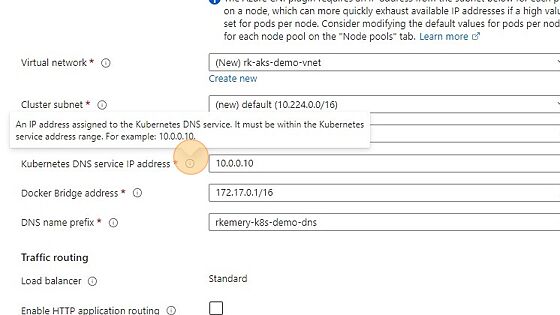 on a node, which can more quickly exhaust available IP addresses if a high valu
set for pods per node. Consider modifying the default values for pods per nod
for each node pool on the "Node pools" tab. Learn more
Virtual network *
(New) rk-aks-demo-vnet
Create new
Cluster subnet *
(new) default (10.224.0.0/16)
An IP address assigned to the Kubernetes DNS service. It must be within the Kubernetes
service address range. For example: 10.0.0.10.
Kubernetes DNS service IP address *
10.0.0.10
Docker Bridge address *
172.17.0.1/16
DNS name prefix *
rkemery-k8s-demo-dns
Traffic routing
Load balancer
Standard
Enable HTTP application routing